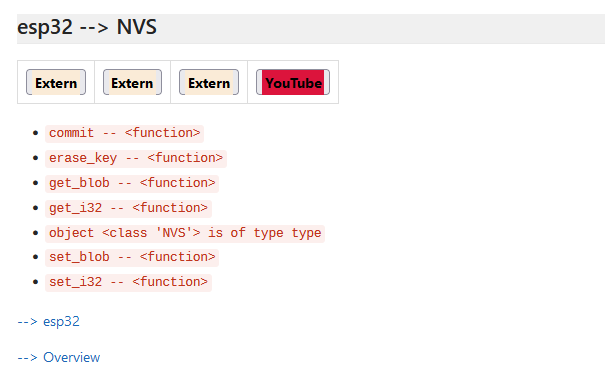 esp32 --> NVS
Extern Extern Extern YouTube
commit -- <function>
erase_key -- <function>
get_blob -- <function>
get_i32 -- <function>
object <class 'NVS'> is of type type
set_blob -- <function>
set_i32 -- <function>
--> esp32
--> Overview